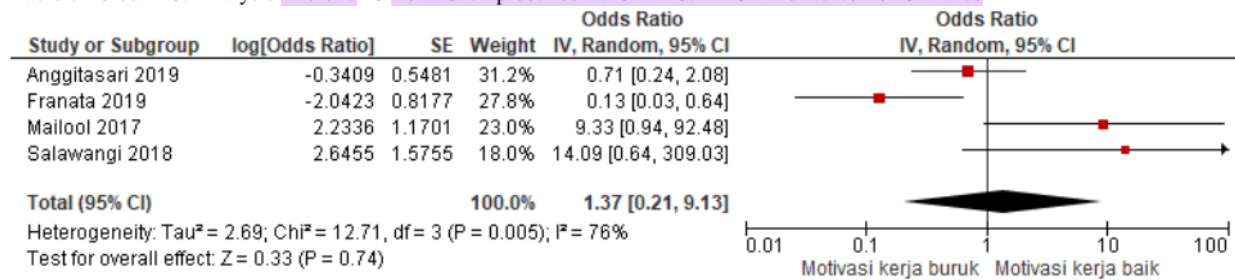 Odds Ratio Odds Ratio
Study or Subgroup log[Odds Ratio] SE Weight IV, Random, 95% CI IV, Random, 95% CI
Anggitasari 2019 -0.3409 0.5481 31.2% 0.71 [0.24, 2.08]
Franata 2019 -2.0423 0.8177 27.8% 0.13 [0.03, 0.64]
Mailool 2017 2.2336 1.1701 23.0% 9.33 [0.94, 92.48]
Salawangi 2018 2.6455 1.5755 18.0% 14.09 [0.64, 309.03]
Total (95% CI) 100.0% 1.37 [0.21, 9.13]
Heterogeneity: Tau² = 2.69; Chi² = 12.71, df = 3 (P = 0.005); I² = 76%
Test for overall effect: Z = 0.33 (P = 0.74)
0.01 0.1 1 10 100
Motivasi kerja buruk Motivasi kerja baik